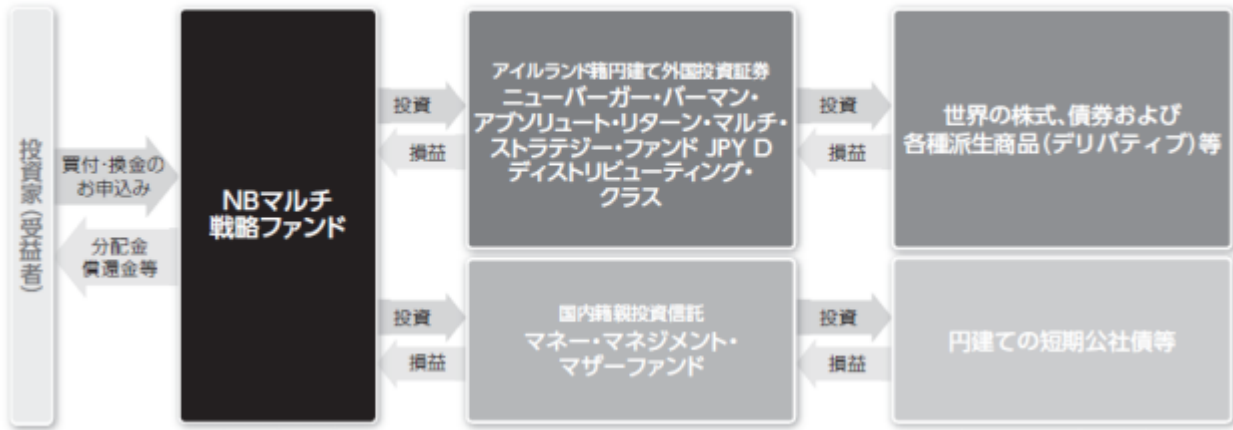 投資家（受益者）
買付・換金の
お申込み
分配金
償還金等
NBマルチ
戦略ファンド
投資
損益
アイルランド籍円建て外国投資証券
ニューバーガー・バーマン・
アブソリュート・リターン・マルチ・
ストラテジー・ファンド JPY D
ディストリビューティング・
クラス
投資
損益
世界の株式、債券および
各種派生商品（デリバティブ）等
投資
損益
国内籍親投資信託
マネー・マネジメント・
マザーファンド
投資
損益
円建ての短期公社債等